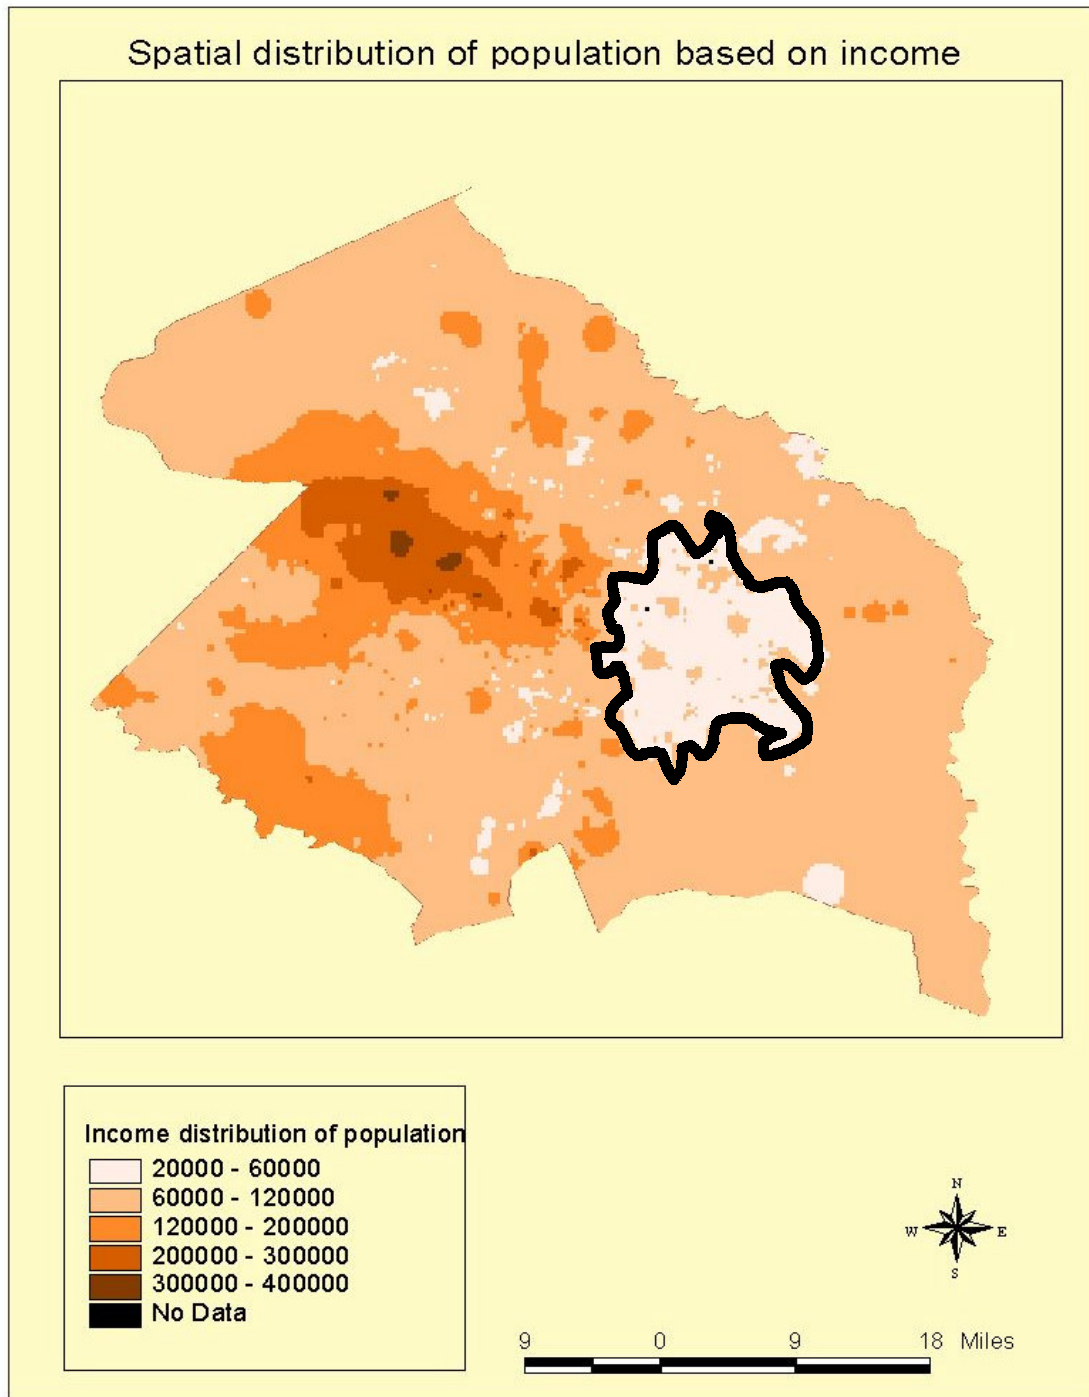 Spatial distribution of population based on income
Income distribution of population
20000 - 60000
60000 - 120000
120000 - 200000
200000 - 300000
300000 - 400000
No Data
N
W E
S
9 0 9 18 Miles